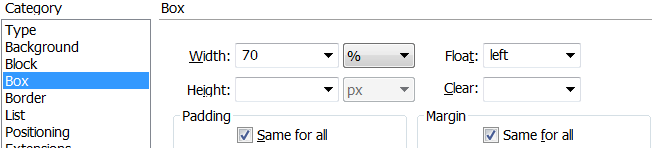 Category
Box
Type
Background
Block
Box
Border
List
Positioning
Extensions
Width: 70 % Float: left
Height: px Clear:
Padding Margin
Same for all Same for all